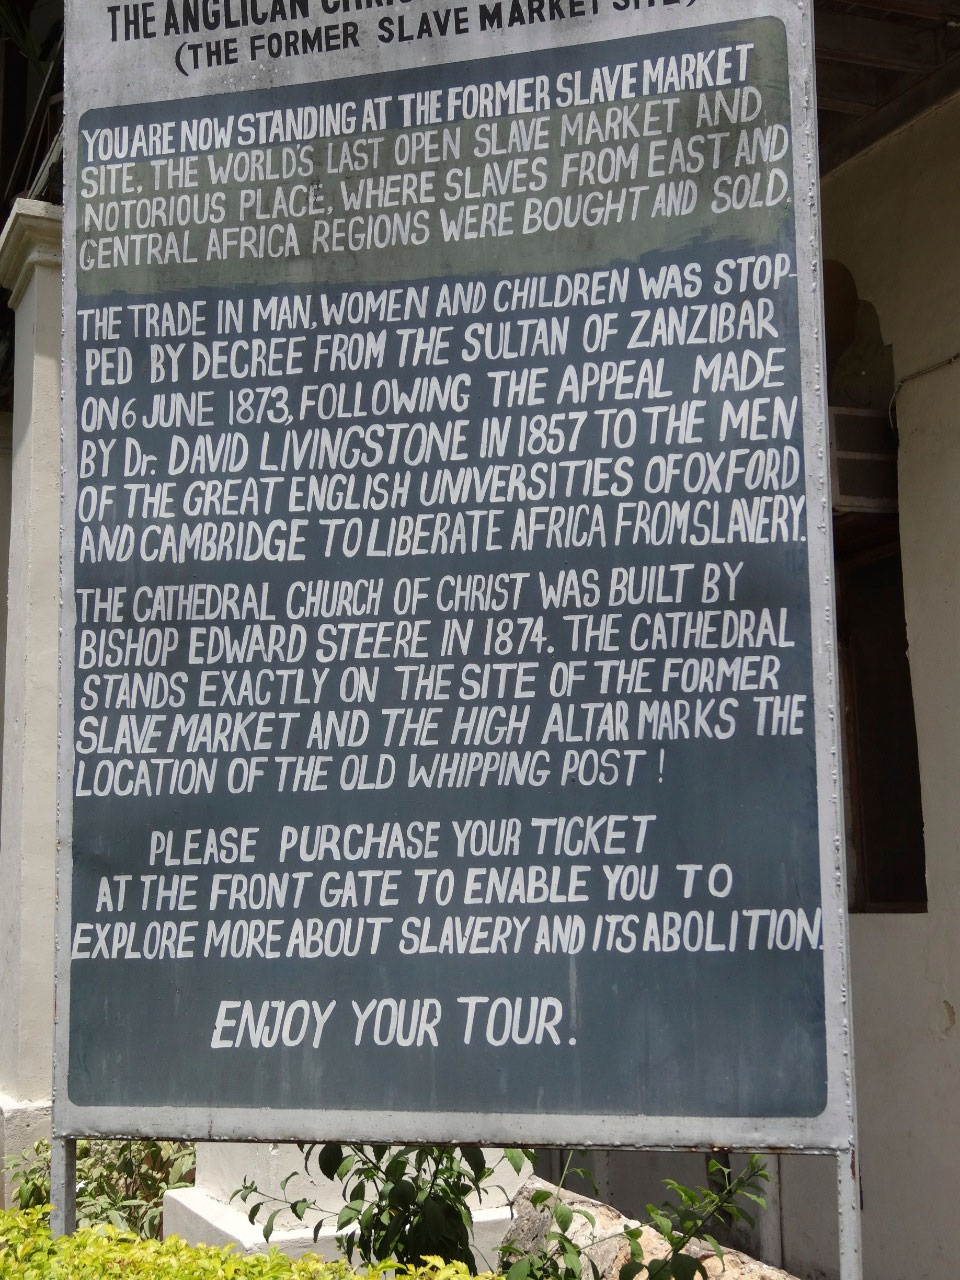 THE ANGLICAN
(THE FORMER SLAVE MARKET SITE)
YOU ARE NOW STANDING AT THE FORMER SLAVE MARKET
SITE, THE WORLD'S LAST OPEN SLAVE MARKET AND
NOTORIOUS PLACE, WHERE SLAVES FROM EAST AND
CENTRAL AFRICA REGIONS WERE BOUGHT AND SOLD.
THE TRADE IN MAN, WOMEN AND CHILDREN WAS STOP-
PED BY DECREE FROM THE SULTAN OF ZANZIBAR
ON 6 JUNE 1873, FOLLOWING THE APPEAL MADE
BY Dr. DAVID LIVINGSTONE IN 1857 TO THE MEN
OF THE GREAT ENGLISH UNIVERSITIES OF OXFORD
AND CAMBRIDGE TO LIBERATE AFRICA FROM SLAVERY.
THE CATHEDRAL CHURCH OF CHRIST WAS BUILT BY
BISHOP EDWARD STEERE IN 1874. THE CATHEDRAL
STANDS EXACTLY ON THE SITE OF THE FORMER
SLAVE MARKET AND THE HIGH ALTAR MARKS THE
LOCATION OF THE OLD WHIPPING POST !
PLEASE PURCHASE YOUR TICKET
AT THE FRONT GATE TO ENABLE YOU TO
EXPLORE MORE ABOUT SLAVERY AND ITS ABOLITION.
ENJOY YOUR TOUR.